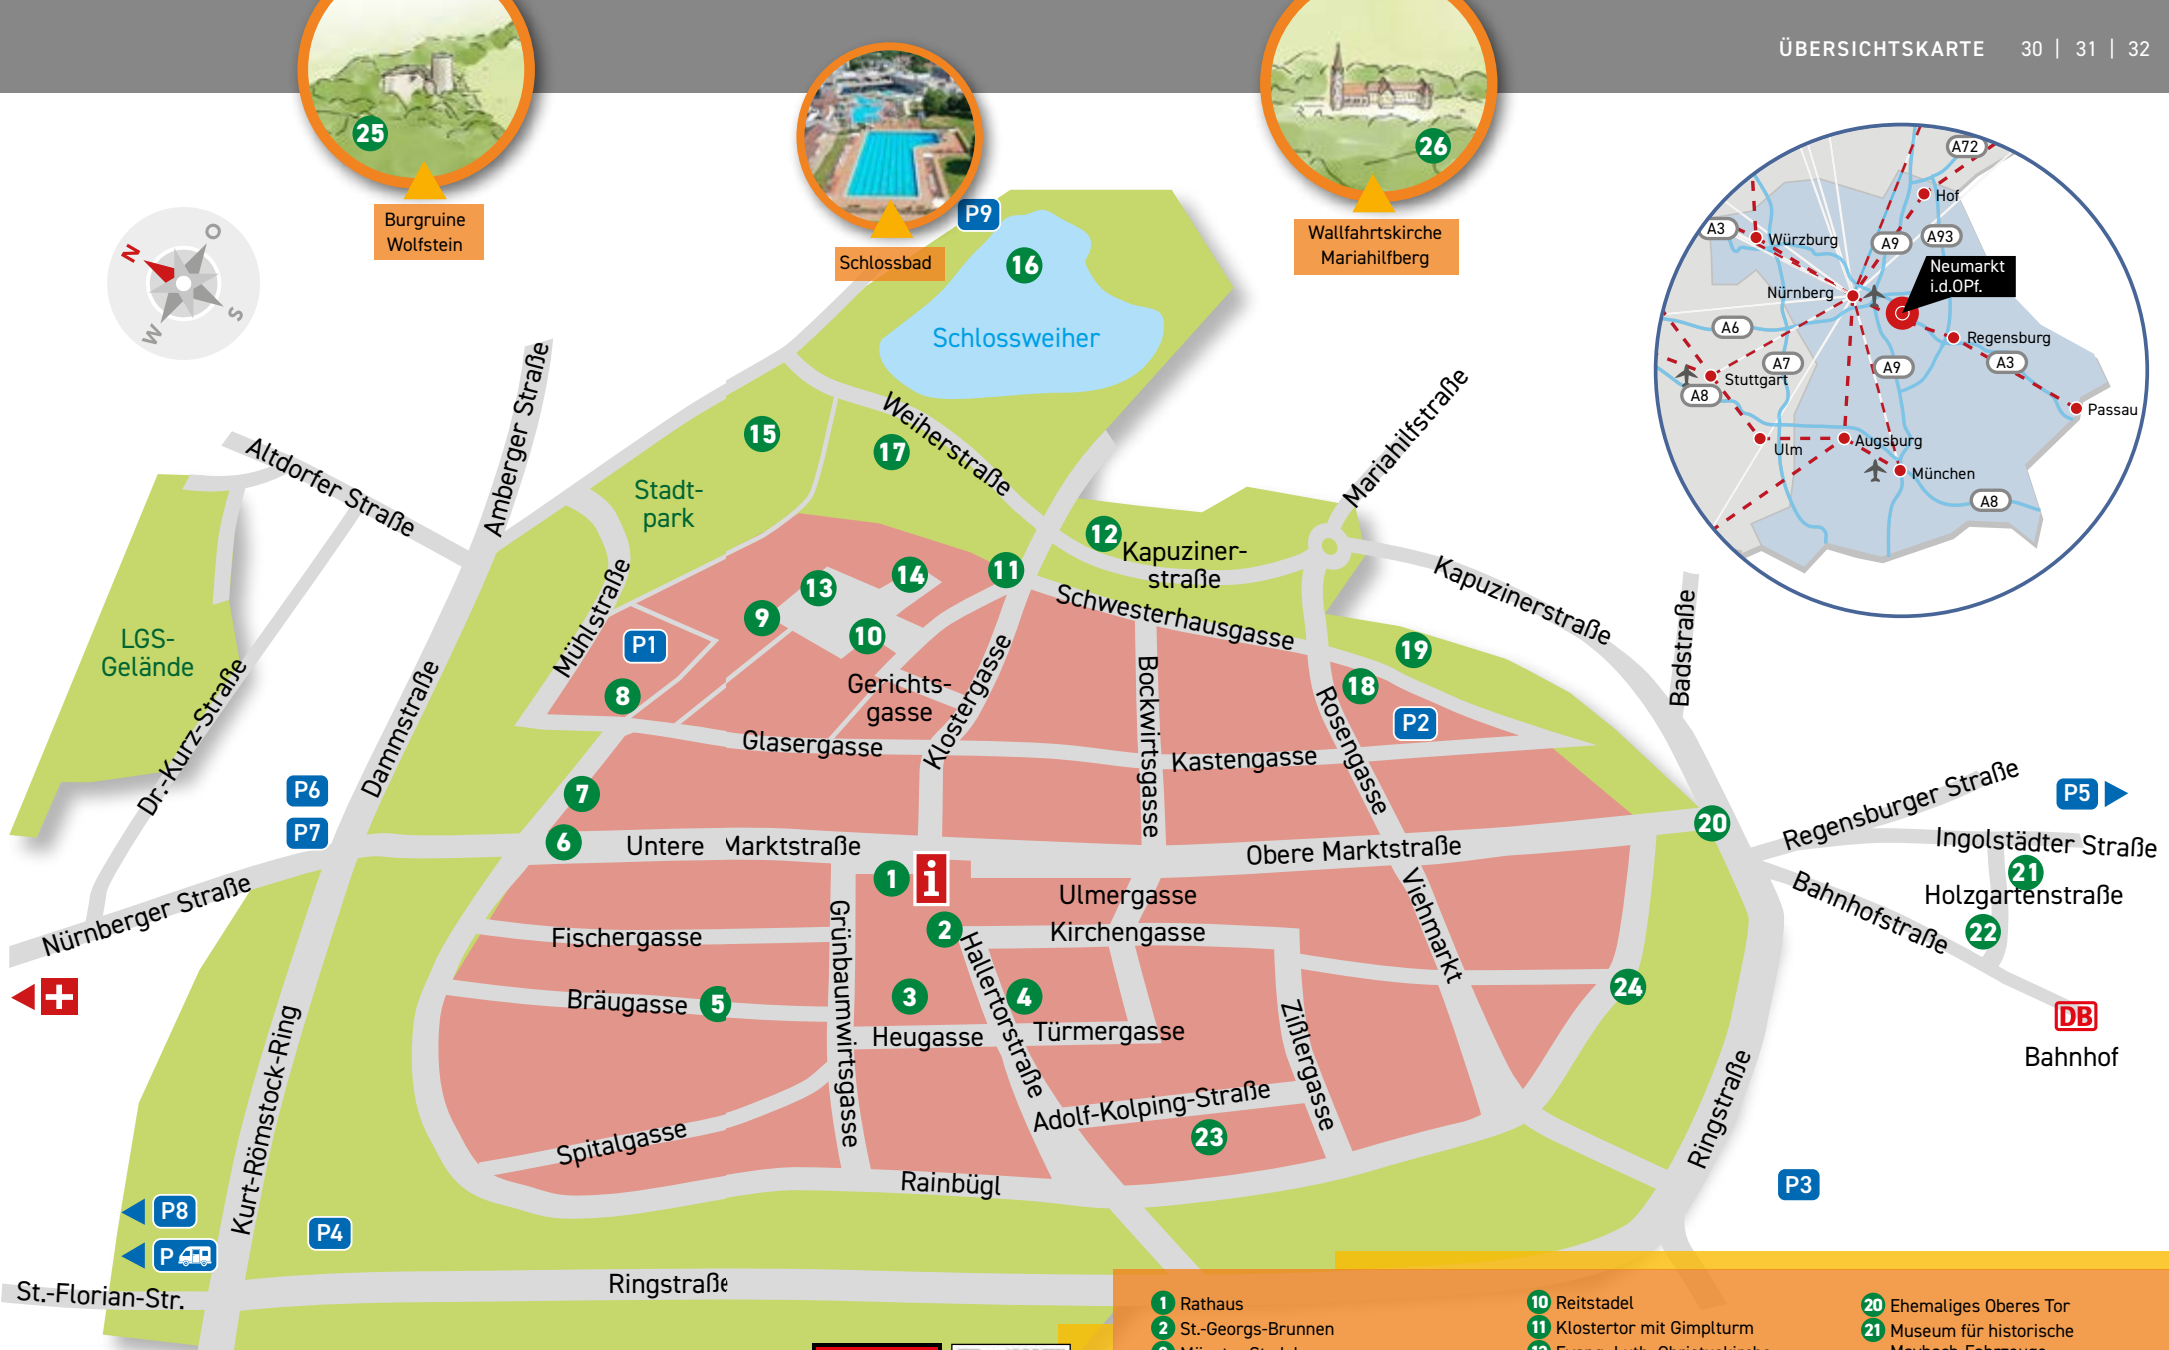 ÜBERSICHTSKARTE 30 | 31 | 32
25
Burgruine
Wolfstein
Schlossbad
26
Wallfahrtskirche
Mariahilfberg
N
O
S
W
P9
16
Schlossweiher
A72
Hof
A3
Würzburg
A9
A93
Neumarkt
i.d.OPf.
Nürnberg
A6
Regensburg
A7
A9
A3
Stuttgart
A8
Passau
Augsburg
Ulm
München
A8
Altdorfer Straße
Amberger Straße
15
17
Weiherstraße
Mariahilfstraße
Stadt-
park
12
Kapuziner-
straße
Kapuzinerstraße
Badstraße
LGS-
Gelände
Dr.-Kurz-Straße
Dammstraße
Mühlstraße
P1
8
9
13
14
10
11
Schwesterhausgasse
19
18
P2
Gerichts-
gasse
Klostergasse
Bockwirtsgasse
Rosengasse
Glasergasse
Kastengasse
P6
P7
7
6
Untere Marktstraße
Obere Marktstraße
20
Regensburger Straße
P5
Ingolstädter Straße
21
Holzgartenstraße
22
Bahnhofstraße
DB
Bahnhof
Nürnberger Straße
1
i
2
Ulmergasse
Kirchengasse
Viehmarkt
Fischergasse
Grünbaumwirtsgasse
Hallertorstraße
Bräugasse
5
3
4
24
Heugasse
Türmergasse
Zißlergasse
Kurt-Römstock-Ring
Adolf-Kolping-Straße
23
Spitalgasse
Rainbügl
Ringstraße
P3
P8
P
P4
St.-Florian-Str.
Ringstraße
1 Rathaus
2 St.-Georgs-Brunnen
10 Reitstadel
11 Klostertor mit Gimplturm
20 Ehemaliges Oberes Tor
21 Museum für historische